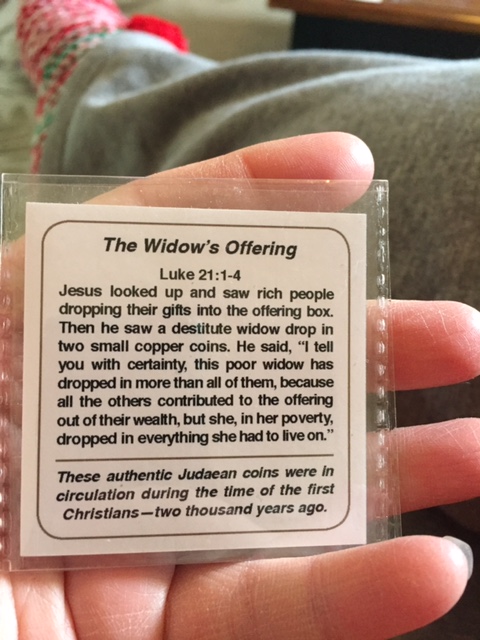 The Widow's Offering
Luke 21:1-4
Jesus looked up and saw rich people
dropping their gifts into the offering box.
Then he saw a destitute widow drop in
two small copper coins. He said, “I tell
you with certainty, this poor widow has
dropped in more than all of them, because
all the others contributed to the offering
out of their wealth, but she, in her poverty,
dropped in everything she had to live on.”
These authentic Judaean coins were in
circulation during the time of the first
Christians—two thousand years ago.